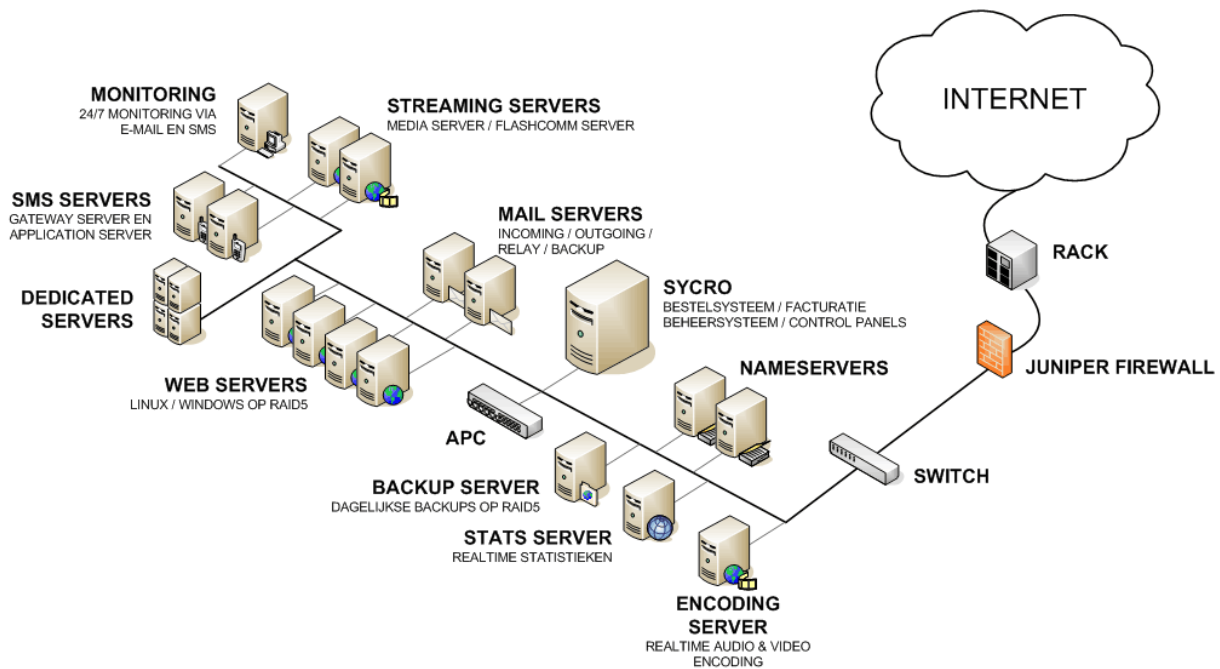 INTERNET
MONITORING
24/7 MONITORING VIA
E-MAIL EN SMS
STREAMING SERVERS
MEDIA SERVER / FLASHCOMM SERVER
SMS SERVERS
GATEWAY SERVER EN
APPLICATION SERVER
MAIL SERVERS
INCOMING / OUTGOING /
RELAY / BACKUP
RACK
DEDICATED
SERVERS
SYCRO
BESTELSYSTEEM / FACTURATIE
BEHEERSYSTEEM / CONTROL PANELS
JUNIPER FIREWALL
WEB SERVERS
LINUX / WINDOWS OP RAID5
NAMESERVERS
APC
SWITCH
BACKUP SERVER
DAGELIJKSE BACKUPS OP RAID5
STATS SERVER
REALTIME STATISTIEKEN
ENCODING
SERVER
REALTIME AUDIO & VIDEO
ENCODING